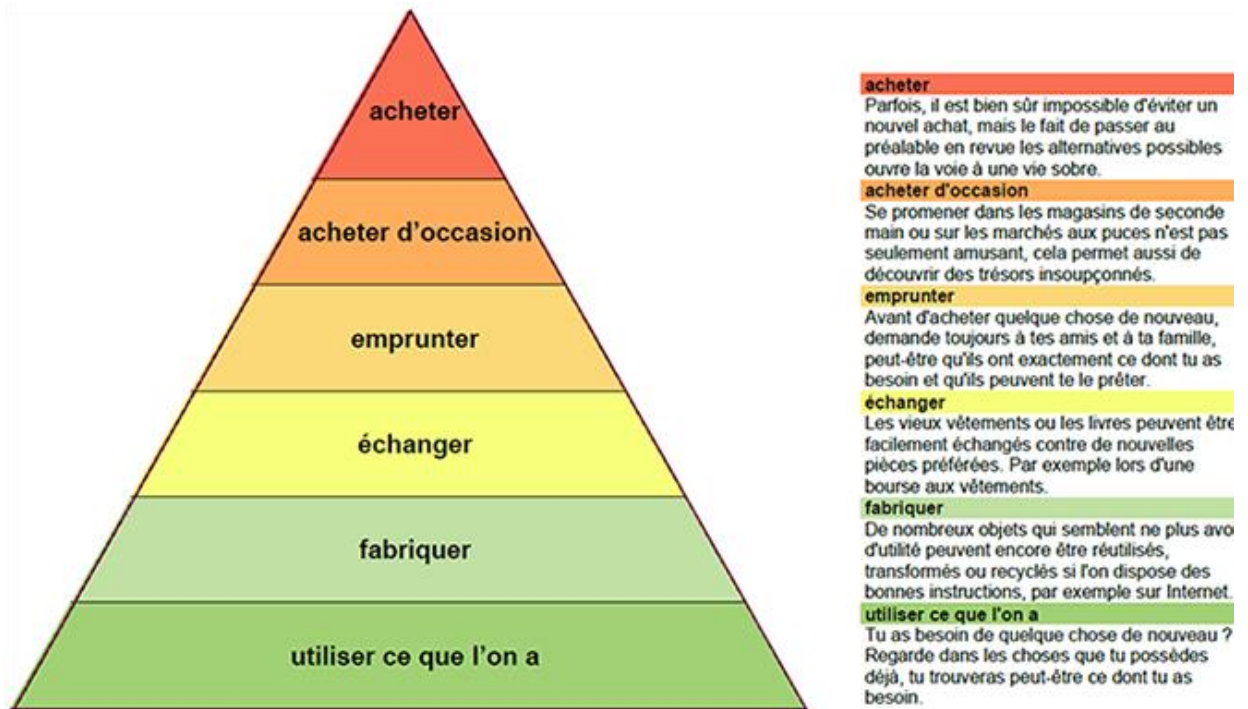 acheter
acheter d'occasion
emprunter
échanger
fabriquer
utiliser ce que l'on a
acheter
Parfois, il est bien sûr impossible d'éviter un
nouvel achat, mais le fait de passer au
préalable en revue les alternatives possibles
ouvre la voie à une vie sobre.
acheter d'occasion
Se promener dans les magasins de seconde
main ou sur les marchés aux puces n'est pas
seulement amusant, cela permet aussi de
découvrir des trésors insoupçonnés.
emprunter
Avant d'acheter quelque chose de nouveau,
demande toujours à tes amis et à ta famille,
peut-être qu'ils ont exactement ce dont tu as
besoin et qu'ils peuvent te le prêter.
échanger
Les vieux vêtements ou les livres peuvent être
facilement échangés contre de nouvelles
pièces préférées. Par exemple lors d'une
bourse aux vêtements.
fabriquer
De nombreux objets qui semblent ne plus avo
d'utilité peuvent encore être réutilisés,
transformés ou recyclés si l'on dispose des
bonnes instructions, par exemple sur Internet.
utiliser ce que l'on a
Tu as besoin de quelque chose de nouveau ?
Regarde dans les choses que tu possèdes
déjà, tu trouveras peut-être ce dont tu as
besoin.